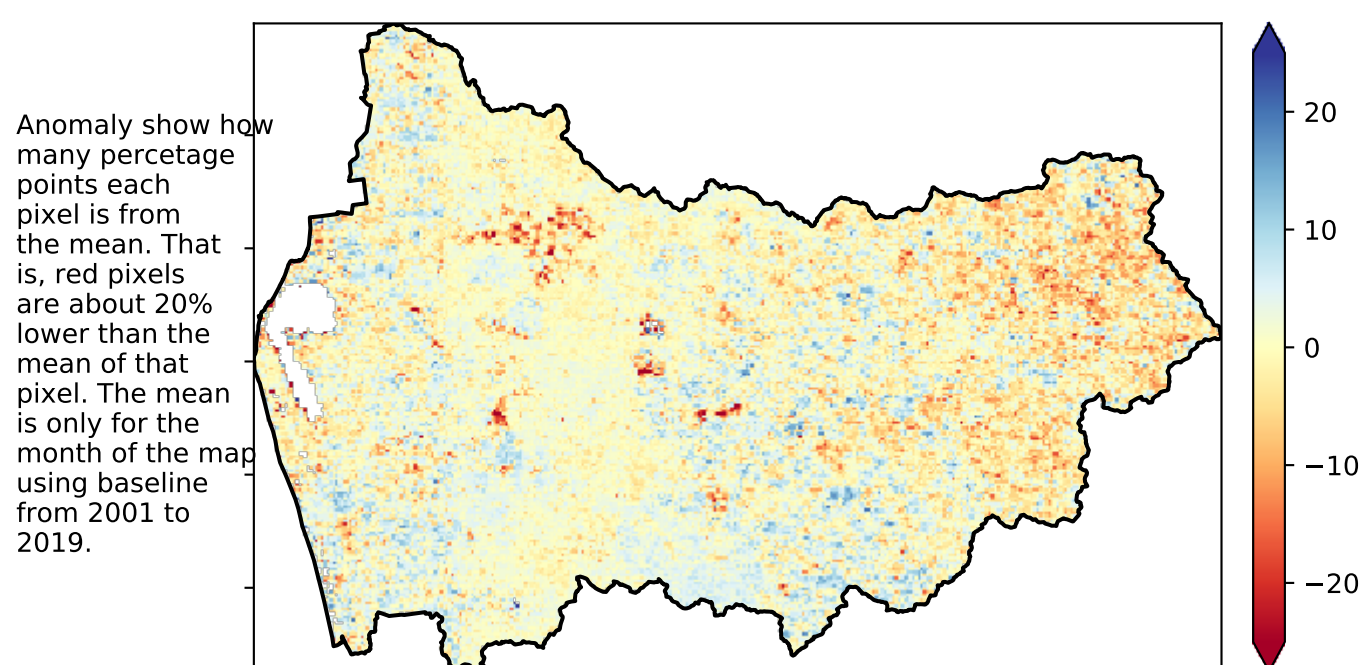 Anomaly show how
many percetage
points each
pixel is from
the mean. That
is, red pixels
are about 20%
lower than the
mean of that
pixel. The mean
is only for the
month of the map
using baseline
from 2001 to
2019.
20
10
0
−10
−20